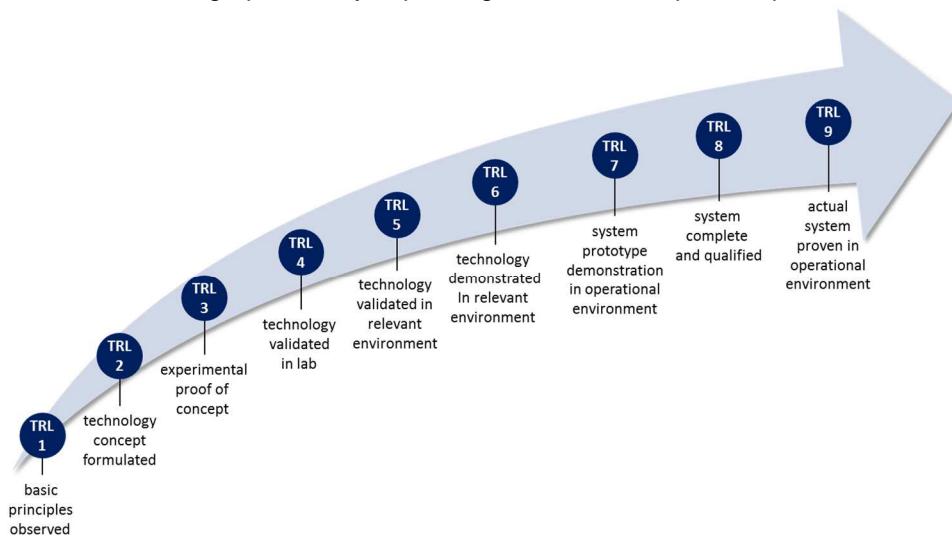 TRL
1
basic
principles
observed
TRL
2
technology
concept
formulated
TRL
3
experimental
proof of
concept
TRL
4
technology
validated
in lab
TRL
5
technology
validated in
relevant
environment
TRL
6
technology
demonstrated
In relevant
environment
TRL
7
system
prototype
demonstration
in operational
environment
TRL
8
system
complete
and qualified
TRL
9
actual
system
proven in
operational
environment